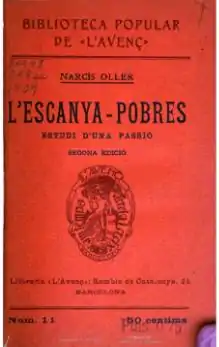 BIBLIOTECA POPULAR
DE «L'AVENÇ»
NARCÍS OLLER
L'ESCANYA-POBRES
ESTUDI D'UNA PASSIÓ
SEGONA EDICIÓ
Llibreria «L'Avenç»: Rambla de Catalunya, 24
BARCELONA
Núm. 11
50 cèntims